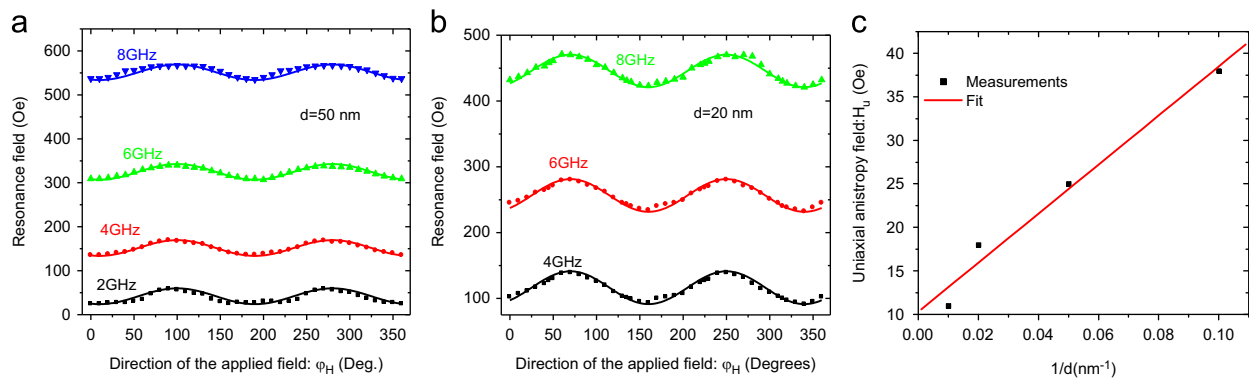 a
Resonance field (Oe)
600
500
400
300
200
100
0
8GHz
d=50 nm
6GHz
4GHz
2GHz
0 50 100 150 200 250 300 350
Direction of the applied field: φH (Deg.)
b
Resonance field (Oe)
500
400
300
200
100
8GHz
d=20 nm
6GHz
4GHz
0 50 100 150 200 250 300 350
Direction of the applied field: φH (Degrees)
c
Uniaxial anistropy field:Hu (Oe)
40
35
30
25
20
15
10
Measurements
Fit
0.00 0.02 0.04 0.06 0.08 0.10
1/d(nm-1)